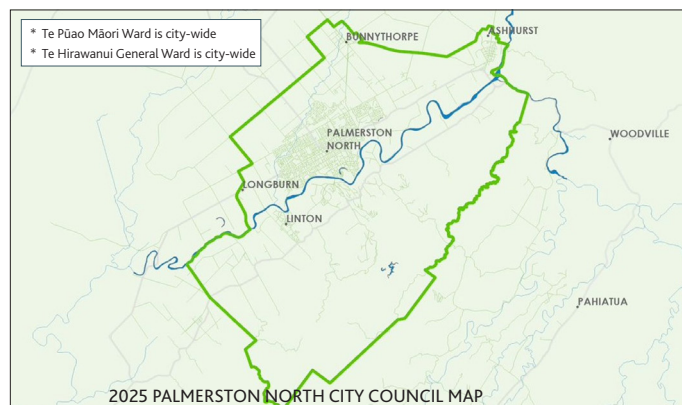 * Te Pūao Māori Ward is city-wide
* Te Hirawanui General Ward is city-wide
BUNNYTHORPE
ASHHURST
PALMERSTON
NORTH
WOODVILLE
LONGBURN
LINTON
PAHIATUA
2025 PALMERSTON NORTH CITY COUNCIL MAP